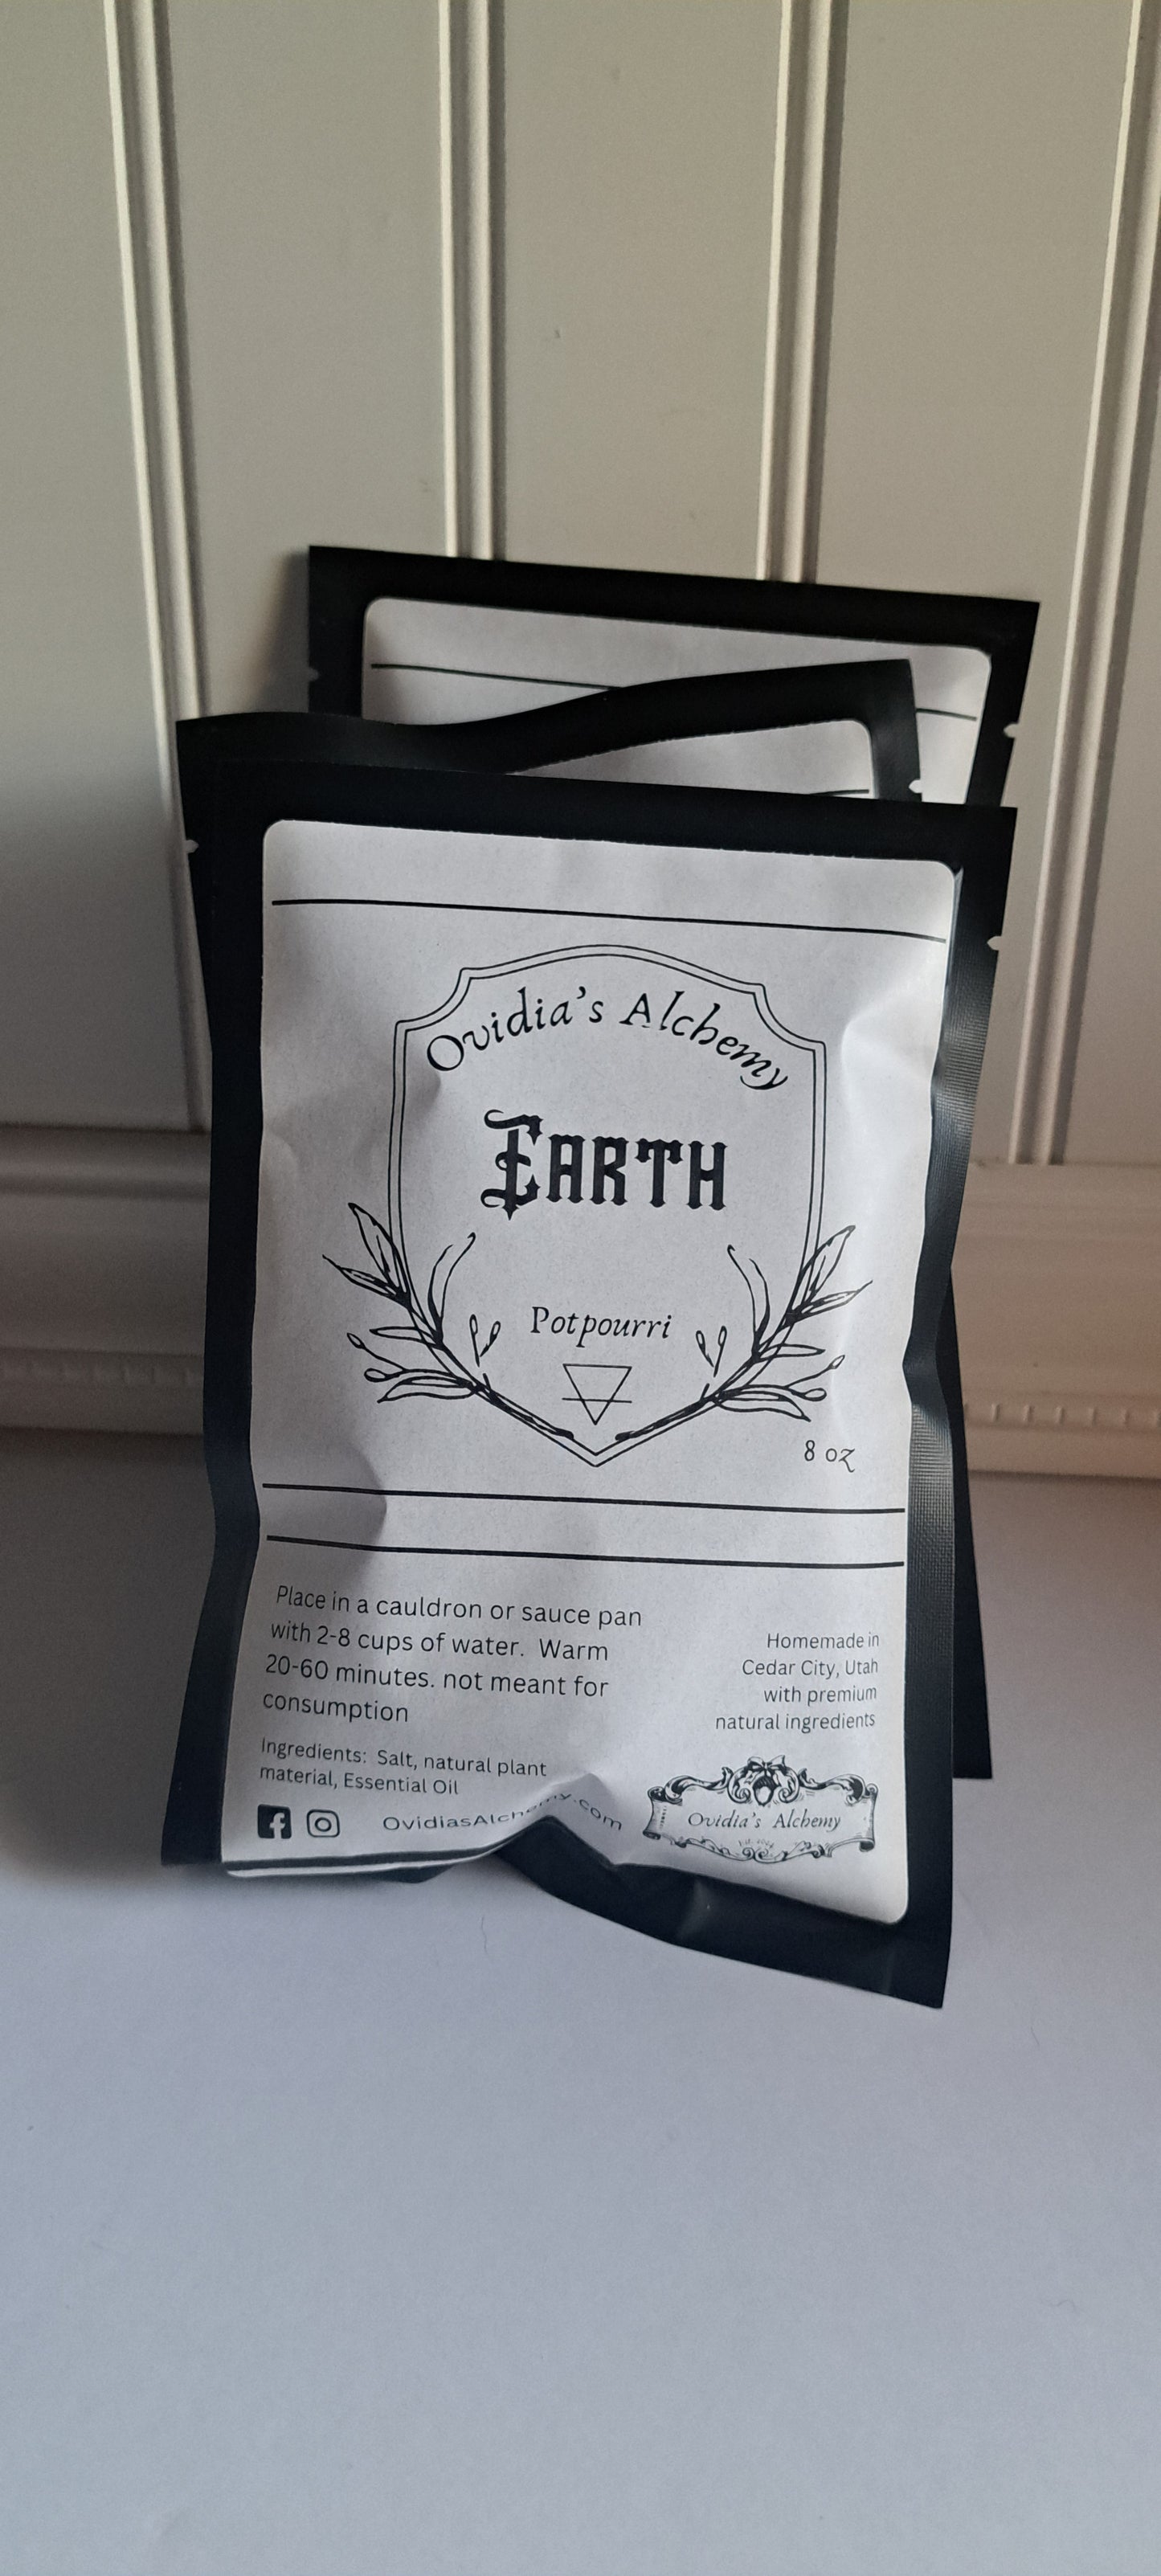 Ovidia's Alchemy
EARTH
Potpourri
8 oz
Place in a cauldron or sauce pan
with 2-8 cups of water. Warm
20-60 minutes. not meant for
consumption
Ingredients: Salt, natural plant
material, Essential Oil
OvidiasAlchemy.com
Homemade in
Cedar City, Utah
with premium
natural ingredients
Ovidia's Alchemy